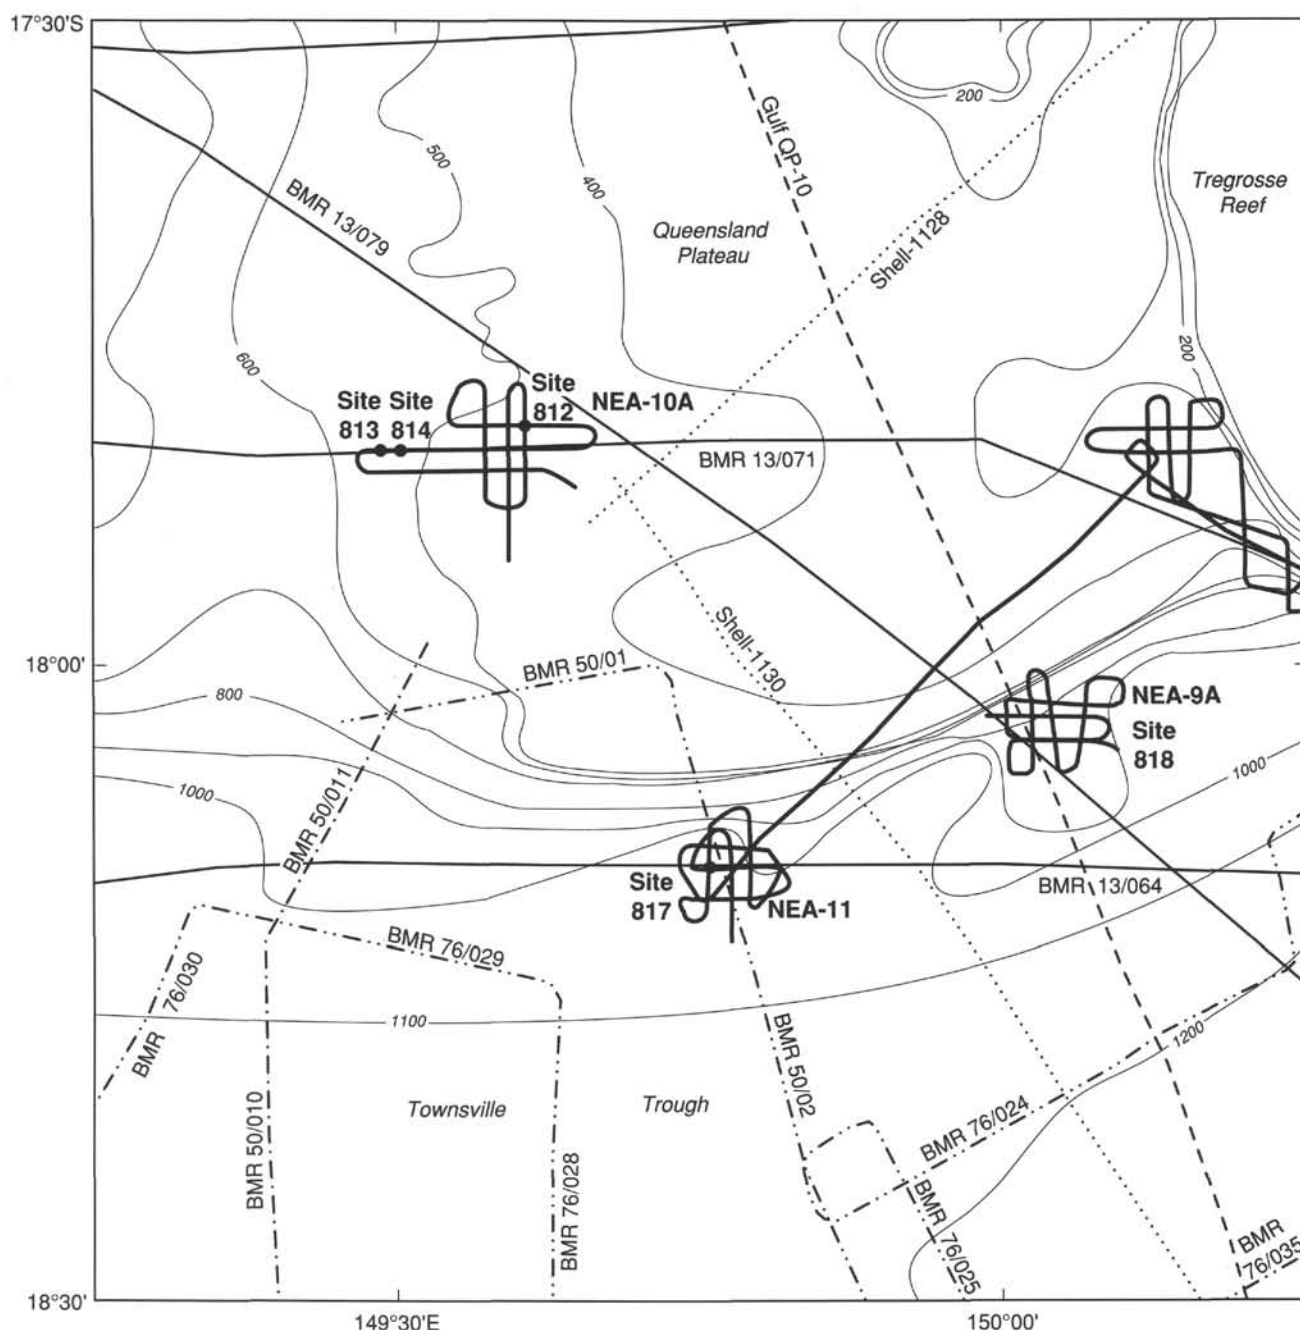 17°30'S
200
500
BMR 13/079
400
Gulf QP-10
Tregrosse
Reef
Queensland
Plateau
Shell-1128
600
200
Site
812
NEA-10A
Site
813
Site
814
BMR 13/071
18°00'
BMR 50/01
Shell-1130
800
NEA-9A
Site
818
1000
1000
BMR 50/011
Site
817
NEA-11
BMR 13/064
BMR 76/029
BMR 76/030
1100
BMR 50/02
1200
Townsville
Trough
BMR 50/010
BMR 76/028
BMR 76/024
BMR 76/025
BMR
76/035
18°30'
149°30'E
150°00'